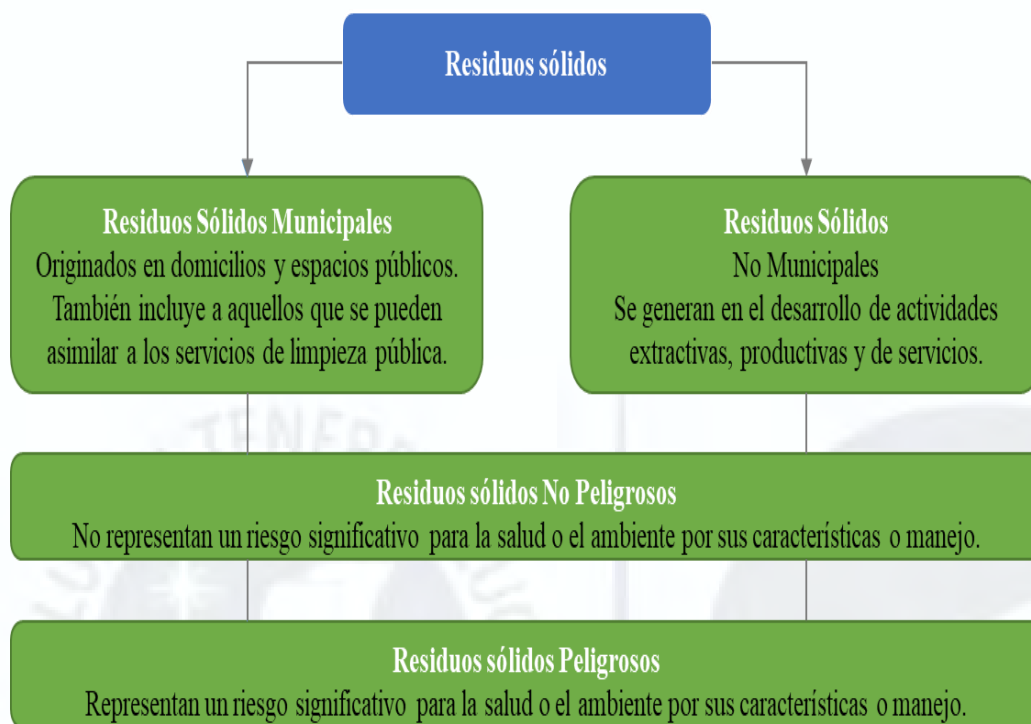 Residuos sólidos
Residuos Sólidos Municipales
Originados en domicilios y espacios públicos.
También incluye a aquellos que se pueden
asimilar a los servicios de limpieza pública.
Residuos Sólidos
No Municipales
Se generan en el desarrollo de actividades
extractivas, productivas y de servicios.
TENEB
Residuos sólidos No Peligrosos
No representan un riesgo significativo para la salud o el ambiente por sus características o manejo.
LU
Residuos sólidos Peligrosos
Representan un riesgo significativo para la salud o el ambiente por sus características o manejo.